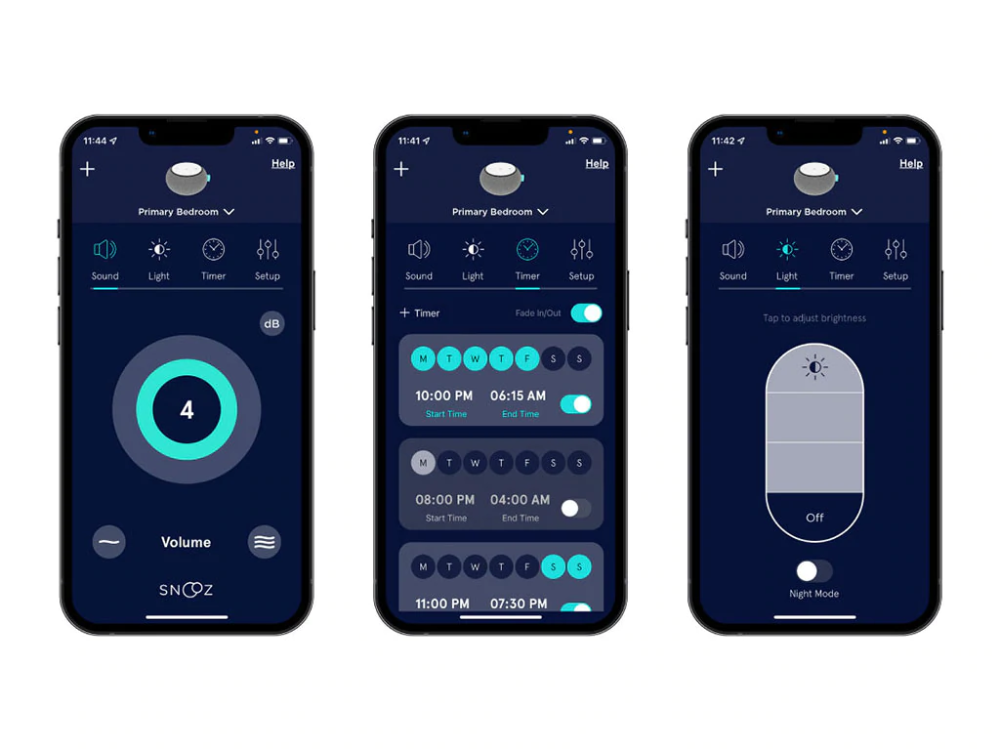 11:44
Help
Primary Bedroom
Sound Light Timer Setup
dB
4
Volume
SNOOZ
11:41
Help
Primary Bedroom
Sound Light Timer Setup
+ Timer Fade In/Out
M T W T F S S
10:00 PM 06:15 AM
Start Time End Time
M T W T F S S
08:00 PM 04:00 AM
Start Time End Time
M T W T F S S
11:00 PM 07:30 PM
11:42
Help
Primary Bedroom
Sound Light Timer Setup
Tap to adjust brightness
Off
Night Mode